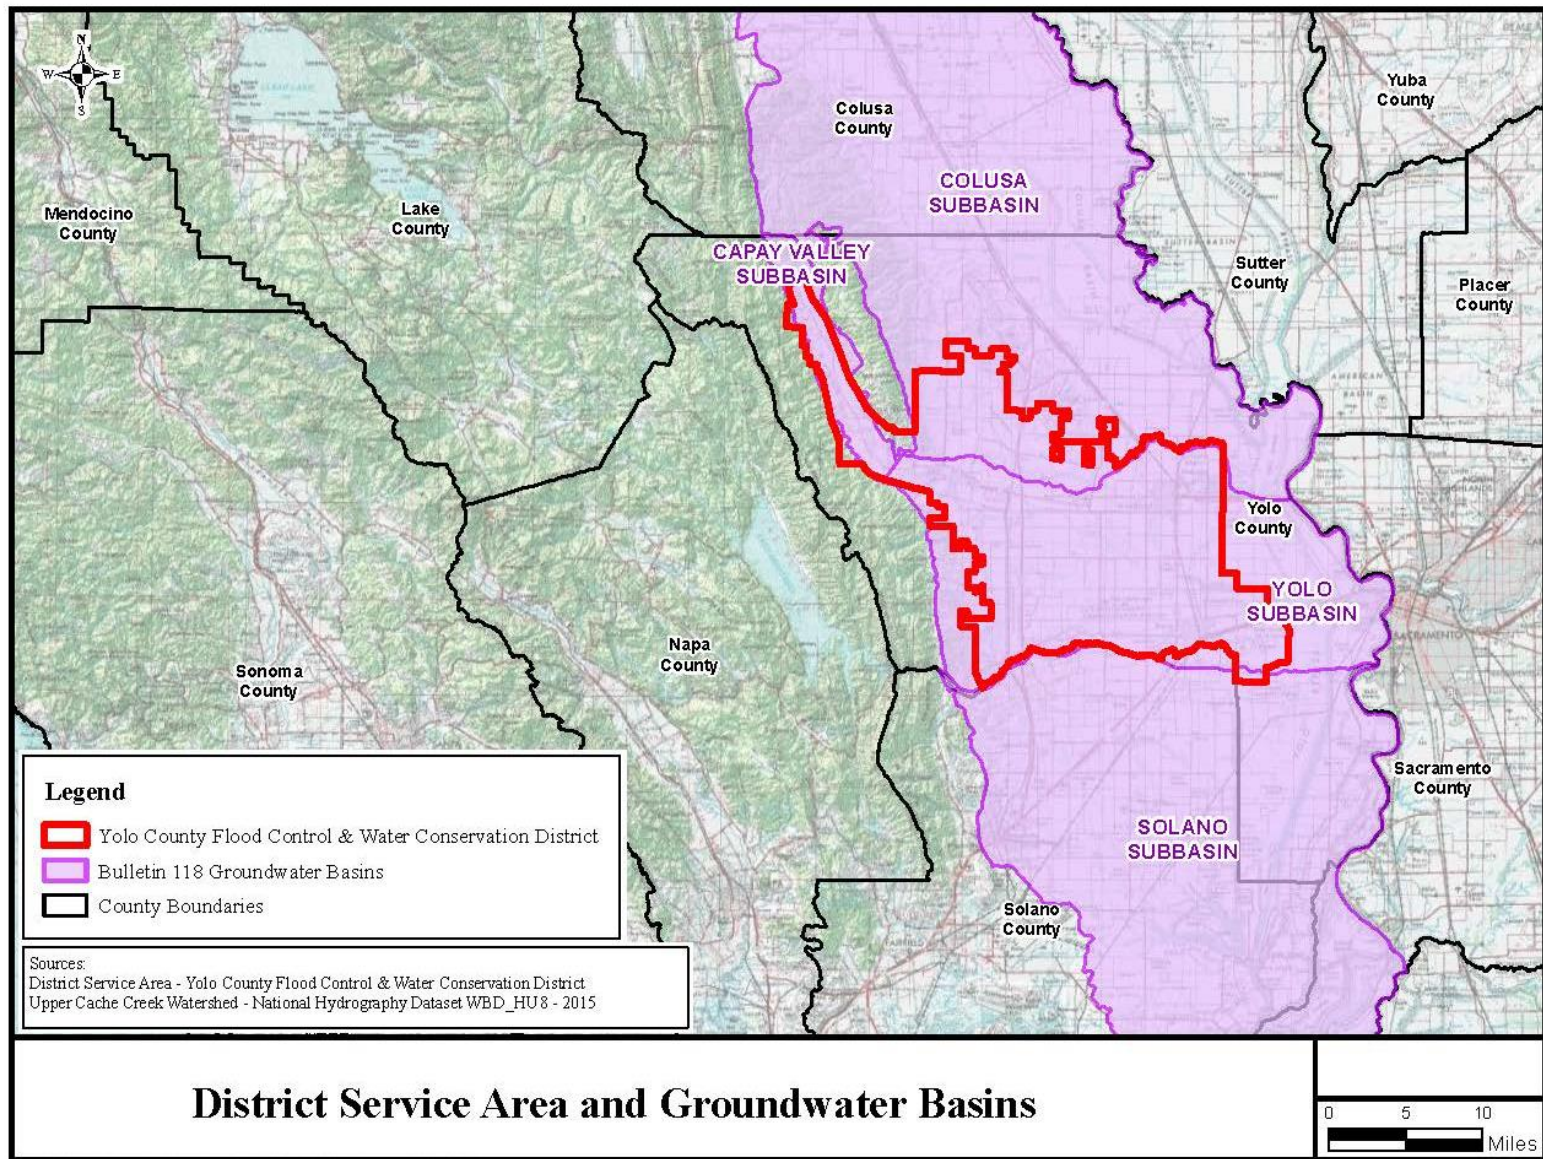 N
W E
S
Yuba
County
Colusa
County
COLUSA
SUBBASIN
Mendocino
County
Lake
County
CAPAY VALLEY
SUBBASIN
Sutter
County
Placer
County
Yolo
County
YOLO
SUBBASIN
SACRAMENTO
Napa
County
Sonoma
County
Sacramento
County
SOLANO
SUBBASIN
Solano
County
FAIRFIELD
Legend
Yolo County Flood Control & Water Conservation District
Bulletin 118 Groundwater Basins
County Boundaries
Sources:
District Service Area - Yolo County Flood Control & Water Conservation District
Upper Cache Creek Watershed - National Hydrography Dataset WBD_HU8 - 2015
District Service Area and Groundwater Basins
0 5 10
Miles